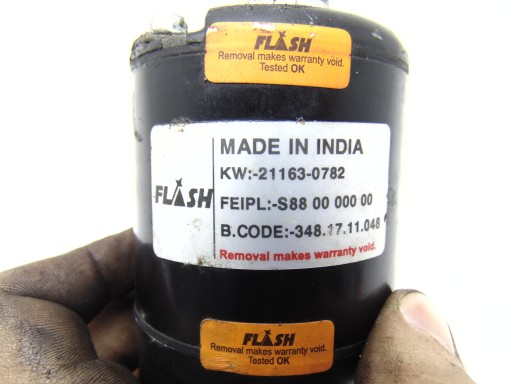 FLASH
Removal makes warranty void.
Tested OK
FLASH
MADE IN INDIA
KW:-21163-0782
FEIPL:-S88 00 000 00
B.CODE:-348.17.11.048
Removal makes warranty void.
FLASH
Removal makes warranty void.
Tested OK